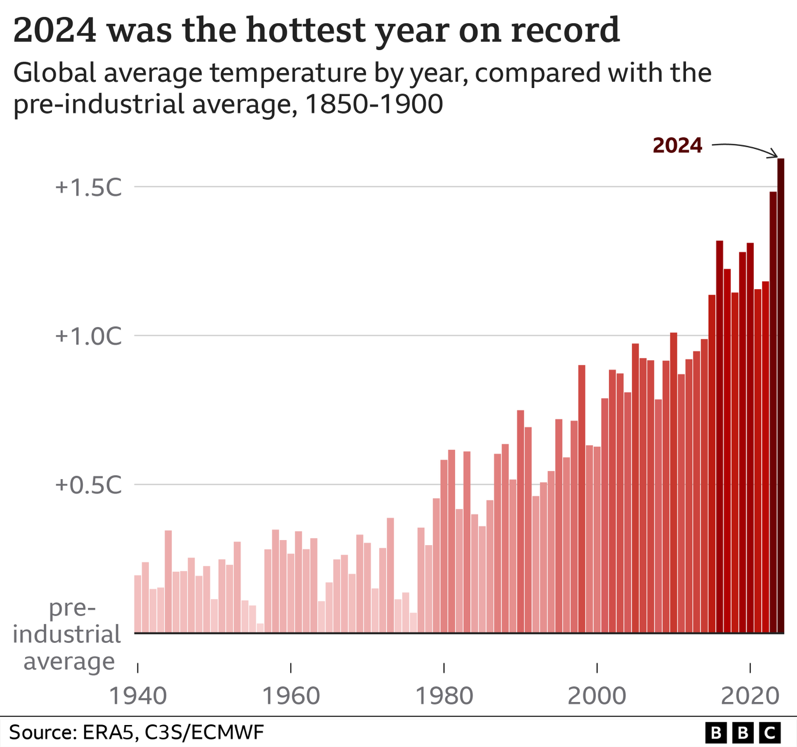 2024 was the hottest year on record
Global average temperature by year, compared with the
pre-industrial average, 1850-1900
2024
+1.5C
+1.0C
+0.5C
pre-
industrial
average
1940 1960 1980 2000 2020
Source: ERA5, C3S/ECMWF
BBC